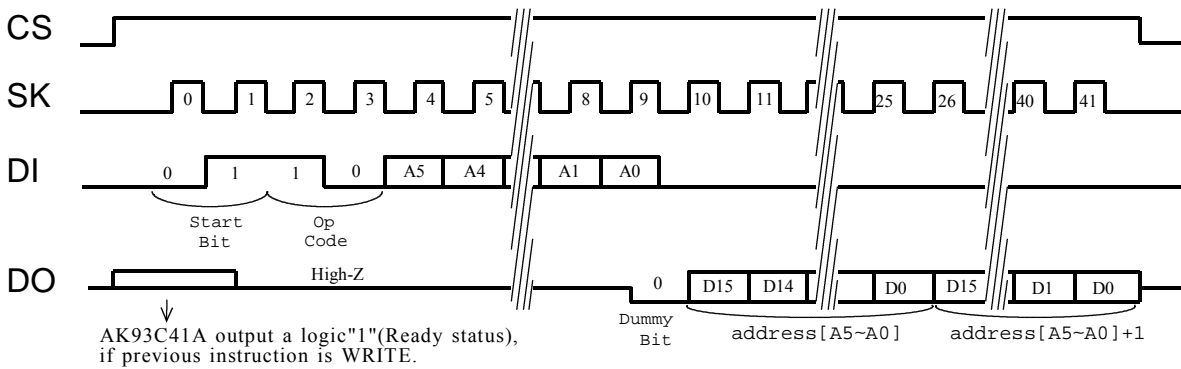 CS
SK 0 1 2 3 4 5 8 9 10 11 25 26 40 41
DI 0 1 1 0 A5 A4 A1 A0
Start Bit
Op Code
DO High-Z 0 D15 D14 D0 D15 D1 D0
Dummy Bit
address[A5~A0] address[A5~A0]+1
AK93C41A output a logic"1"(Ready status),
if previous instruction is WRITE.